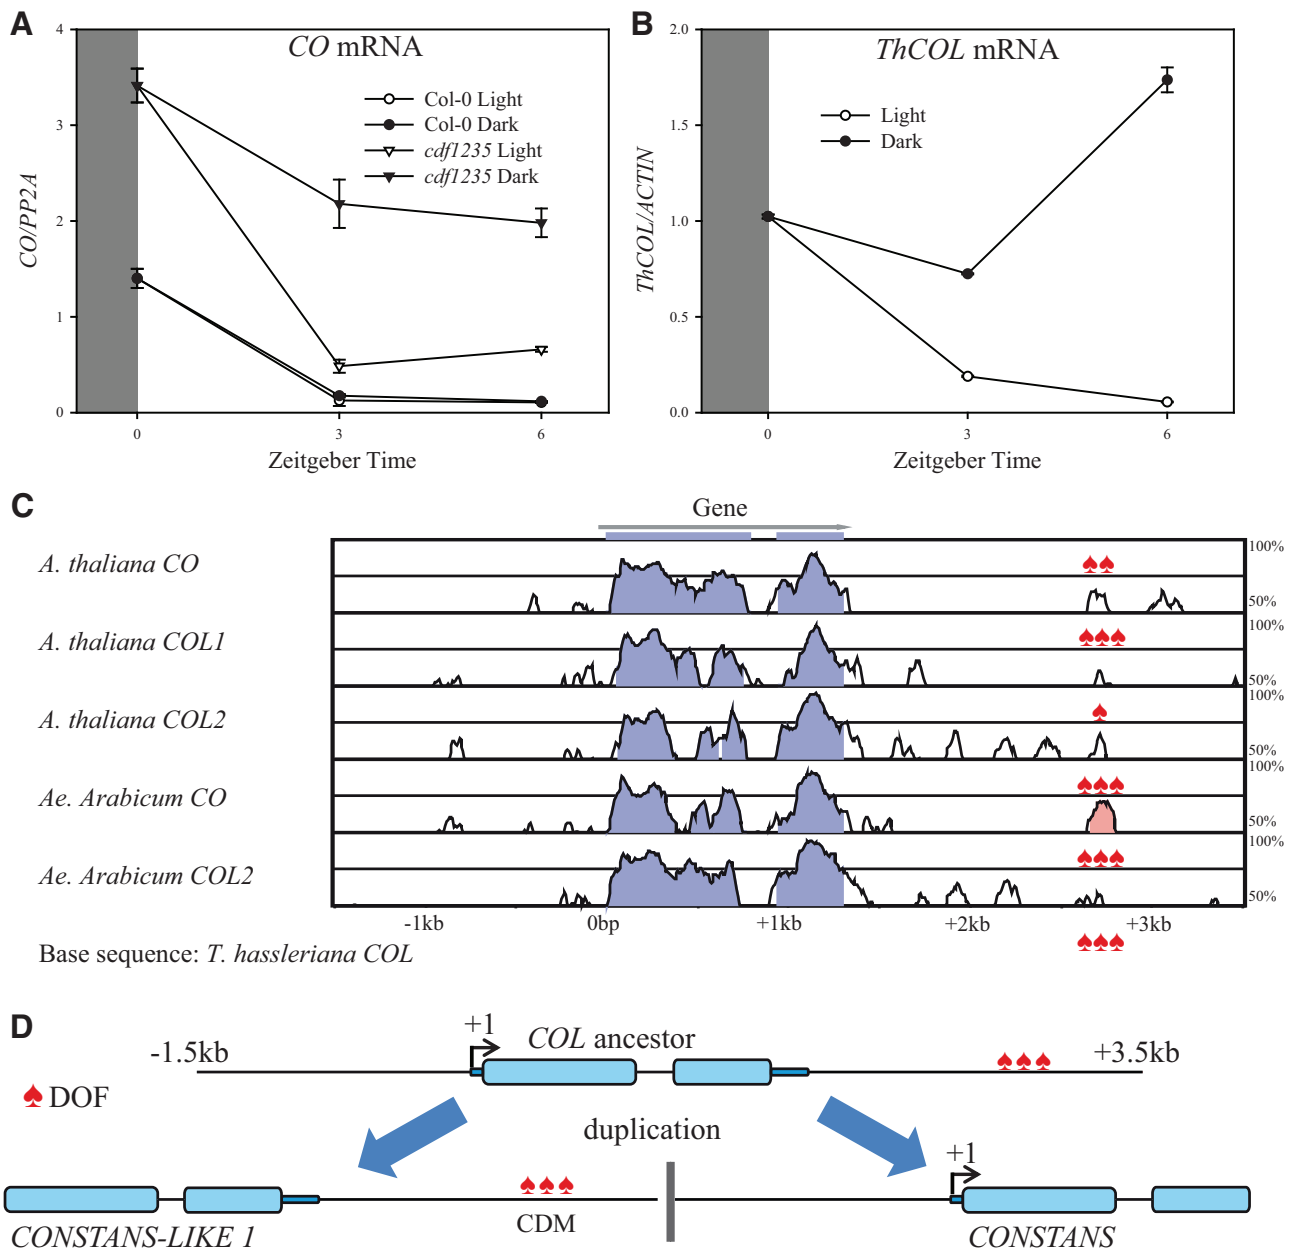 A
CO mRNA
4
3
2
1
0
CO/PP2A
Col-0 Light
Col-0 Dark
cdf1235 Light
cdf1235 Dark
0 3 6
Zeitgeber Time
B
ThCOL mRNA
2.0
1.5
1.0
0.5
0.0
ThCOL/ACTIN
Light
Dark
0 3 6
Zeitgeber Time
C
Gene
A. thaliana CO
100%
50%
A. thaliana COL1
100%
50%
A. thaliana COL2
100%
50%
Ae. Arabicum CO
100%
50%
Ae. Arabicum COL2
100%
50%
-1kb 0bp +1kb +2kb +3kb
Base sequence: T. hassleriana COL
D
-1.5kb +1 COL ancestor +3.5kb
DOF
duplication
+1
CDM
CONSTANS-LIKE 1 CONSTANS